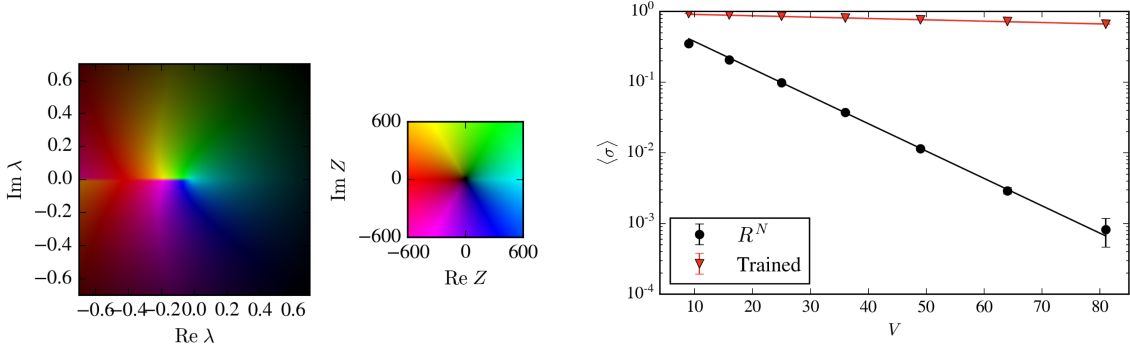 0.6
0.4
0.2
0.0
−0.2
−0.4
−0.6
Im λ
−0.6 −0.4 −0.2 0.0 0.2 0.4 0.6
Re λ
600
0
−600
Im Z
−600 0 600
Re Z
10^0
10^-1
10^-2
10^-3
10^-4
⟨σ⟩
R^N
Trained
10 20 30 40 50 60 70 80
V